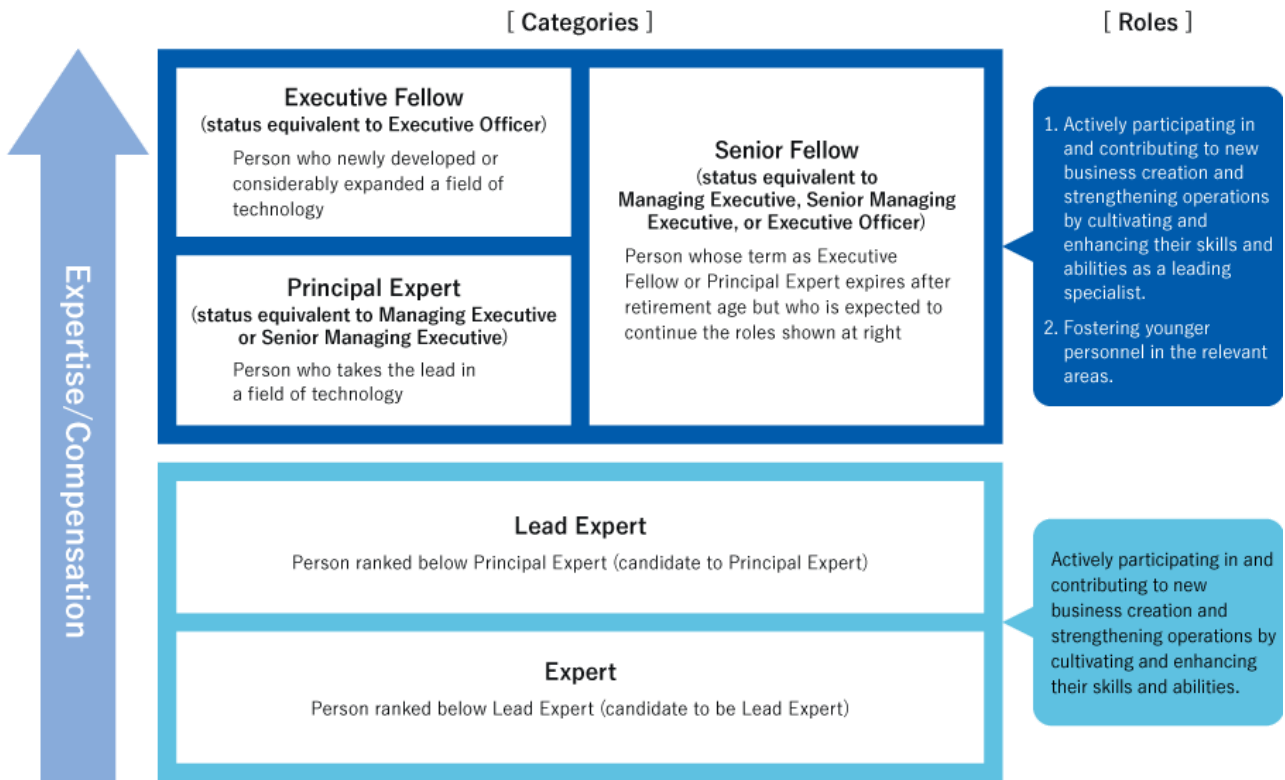 [ Categories ]
[ Roles ]
Expertise/Compensation
Executive Fellow
(status equivalent to Executive Officer)
Person who newly developed or
considerably expanded a field of
technology
Principal Expert
(status equivalent to Managing Executive
or Senior Managing Executive)
Person who takes the lead in
a field of technology
Senior Fellow
(status equivalent to
Managing Executive, Senior Managing
Executive, or Executive Officer)
Person whose term as Executive
Fellow or Principal Expert expires after
retirement age but who is expected to
continue the roles shown at right
1. Actively participating in
and contributing to new
business creation and
strengthening operations
by cultivating and
enhancing their skills and
abilities as a leading
specialist.
2. Fostering younger
personnel in the relevant
areas.
Lead Expert
Person ranked below Principal Expert (candidate to Principal Expert)
Expert
Person ranked below Lead Expert (candidate to be Lead Expert)
Actively participating in and
contributing to new
business creation and
strengthening operations by
cultivating and enhancing
their skills and abilities.